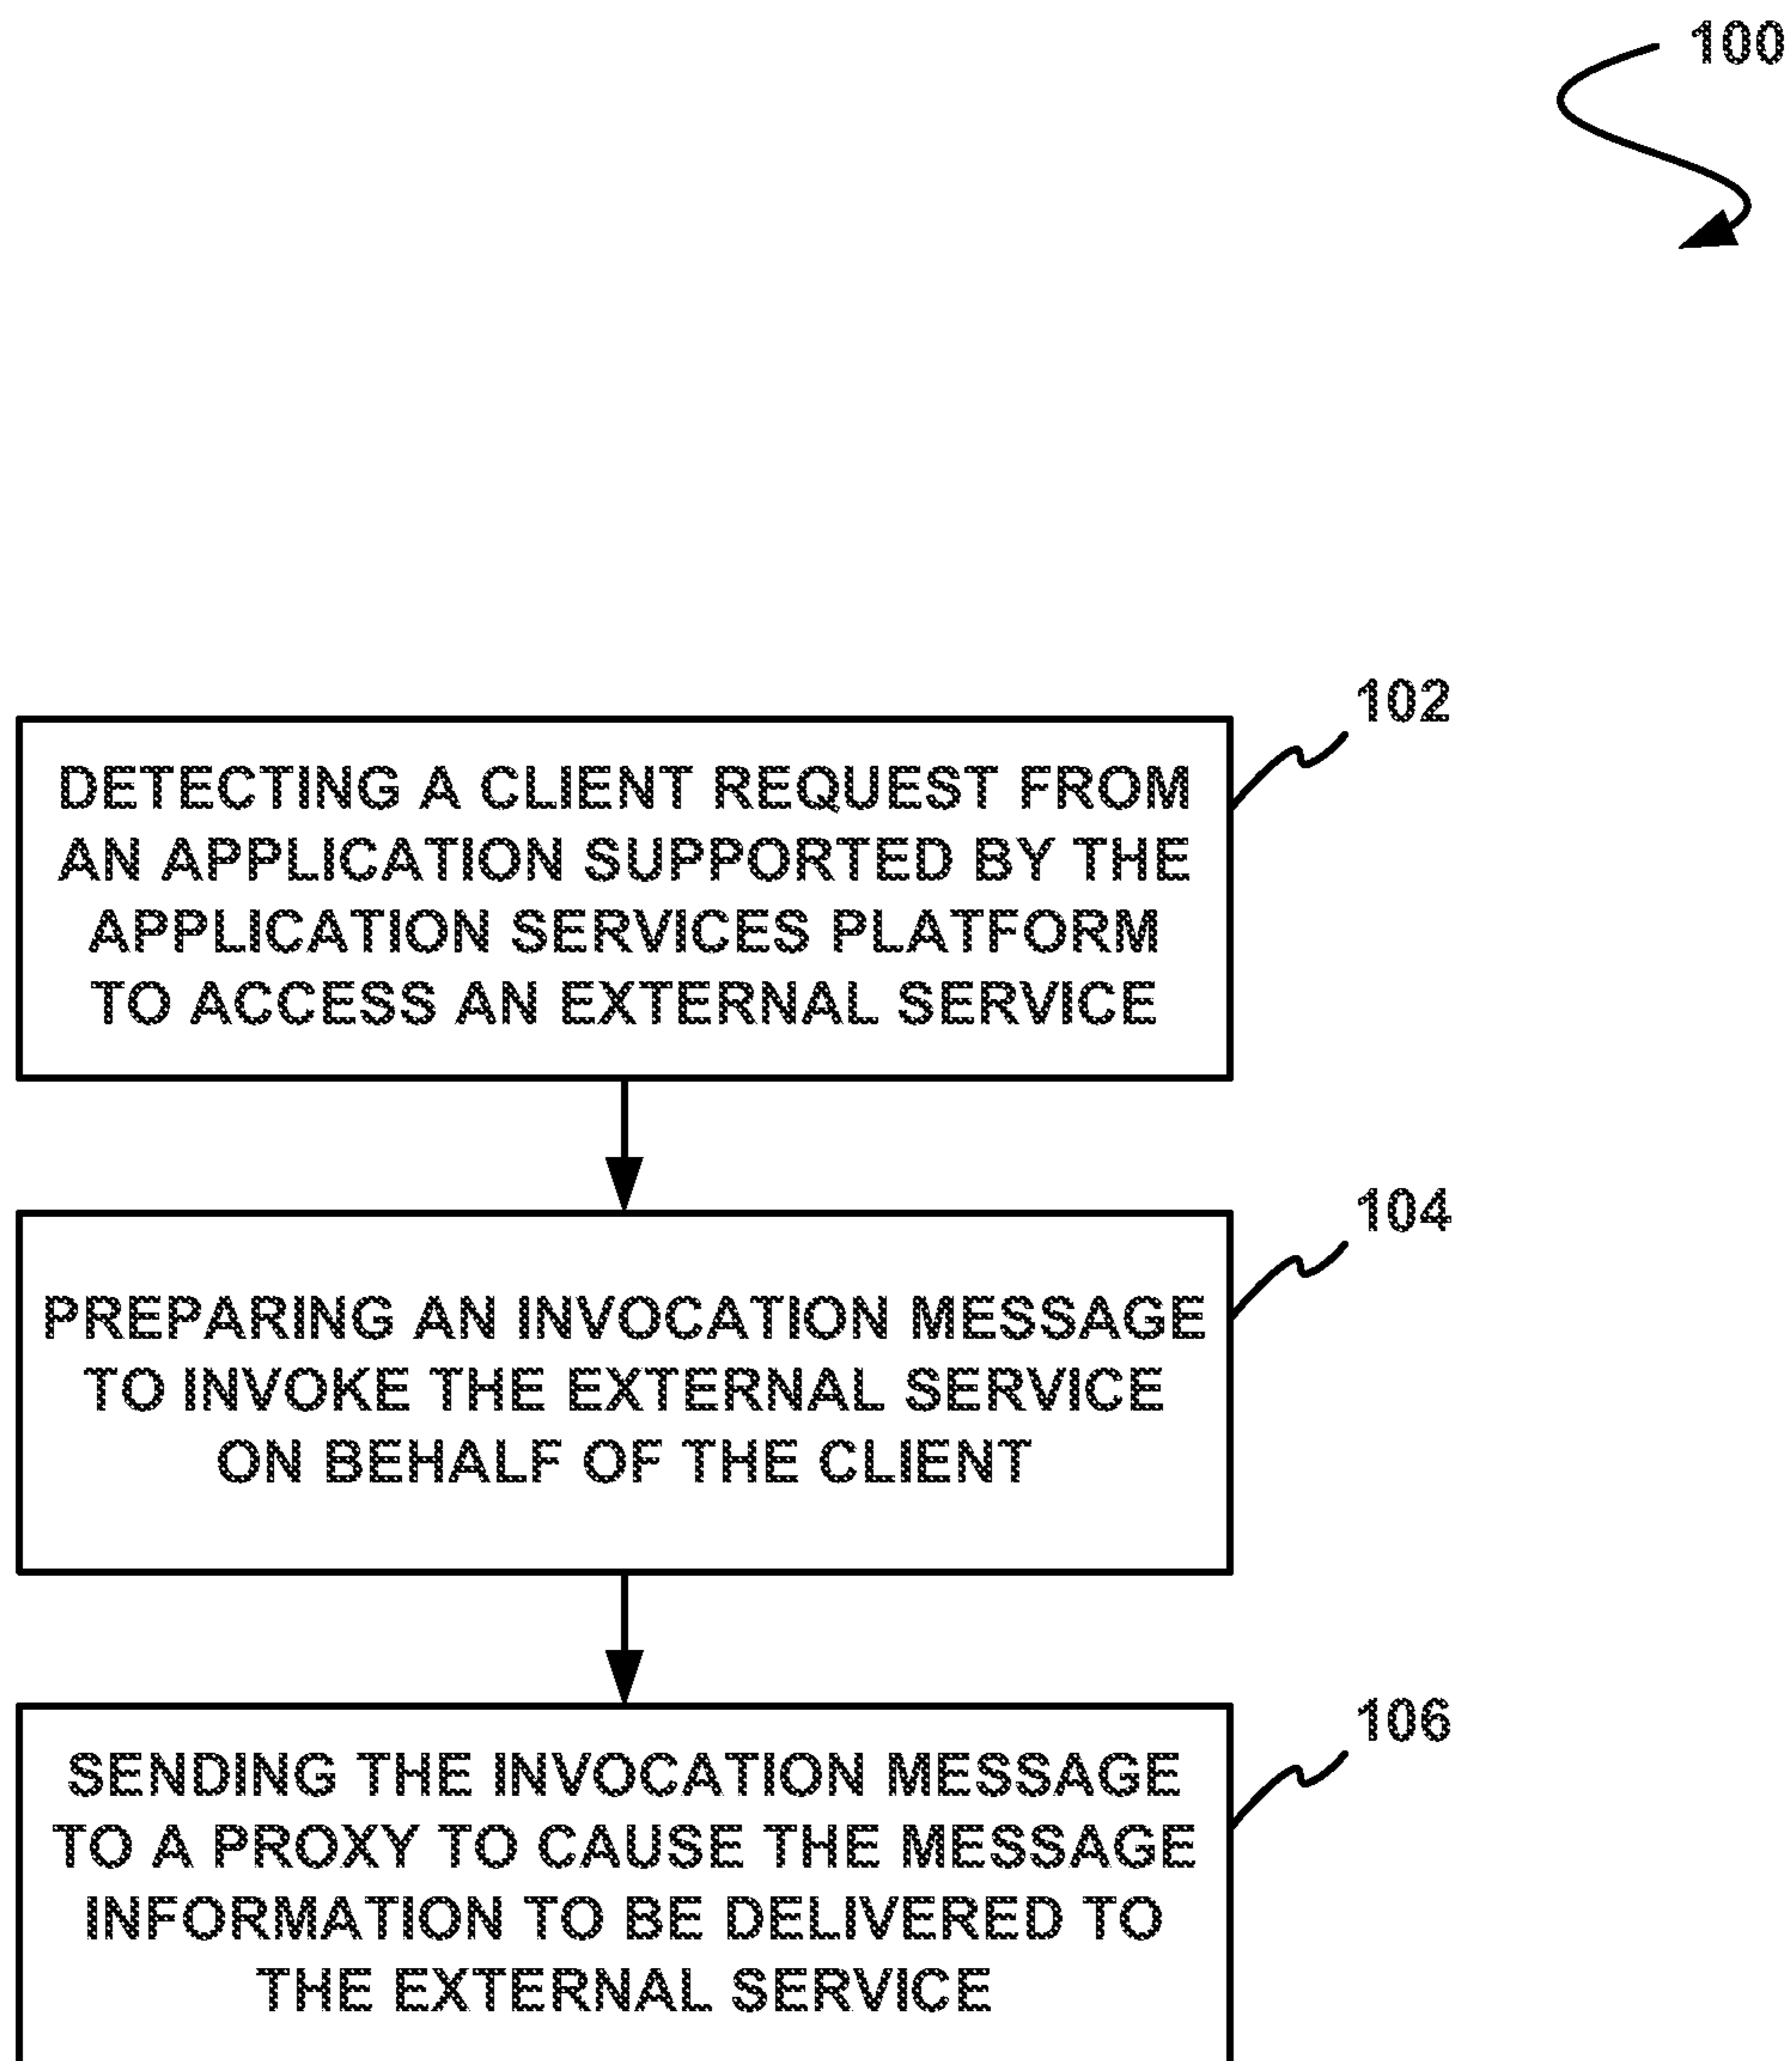 100
102
DETECTING A CLIENT REQUEST FROM
AN APPLICATION SUPPORTED BY THE
APPLICATION SERVICES PLATFORM
TO ACCESS AN EXTERNAL SERVICE
104
PREPARING AN INVOCATION MESSAGE
TO INVOKE THE EXTERNAL SERVICE
ON BEHALF OF THE CLIENT
106
SENDING THE INVOCATION MESSAGE
TO A PROXY TO CAUSE THE MESSAGE
INFORMATION TO BE DELIVERED TO
THE EXTERNAL SERVICE